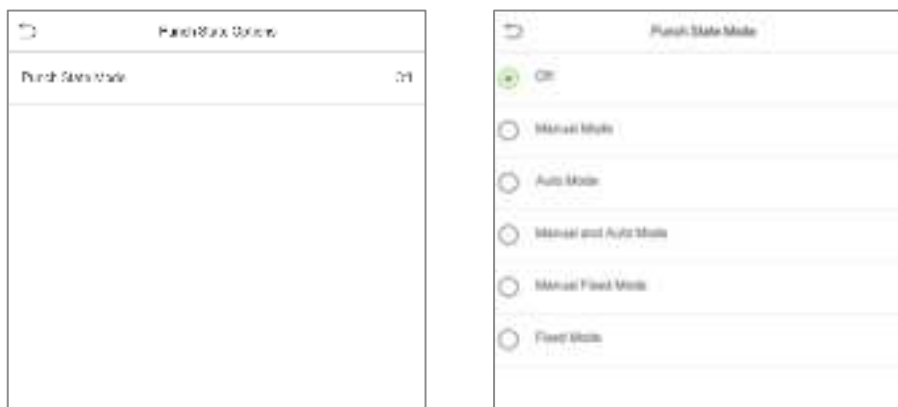 Punch State Options
Punch State Mode Off
Punch State Mode
Off
Manual Mode
Auto Mode
Manual and Auto Mode
Manual Fixed Mode
Fixed Mode